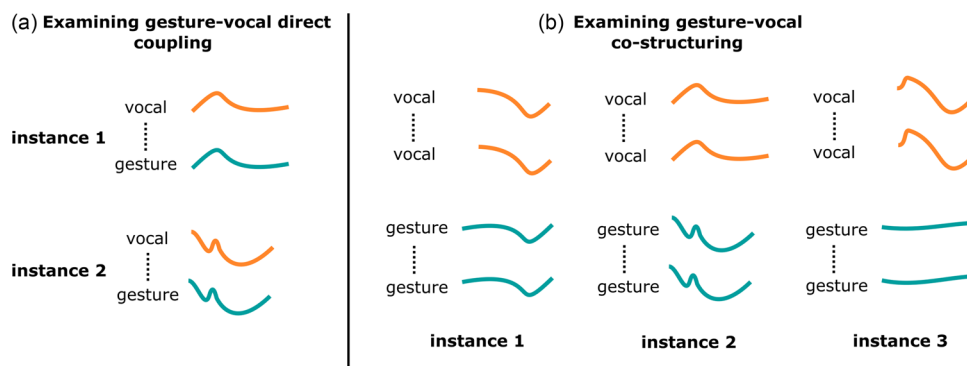 (a) Examining gesture-vocal direct
coupling
instance 1
vocal
gesture
instance 2
vocal
gesture
(b) Examining gesture-vocal
co-structuring
vocal
vocal
vocal
vocal
vocal
vocal
gesture
gesture
gesture
gesture
gesture
gesture
instance 1
instance 2
instance 3